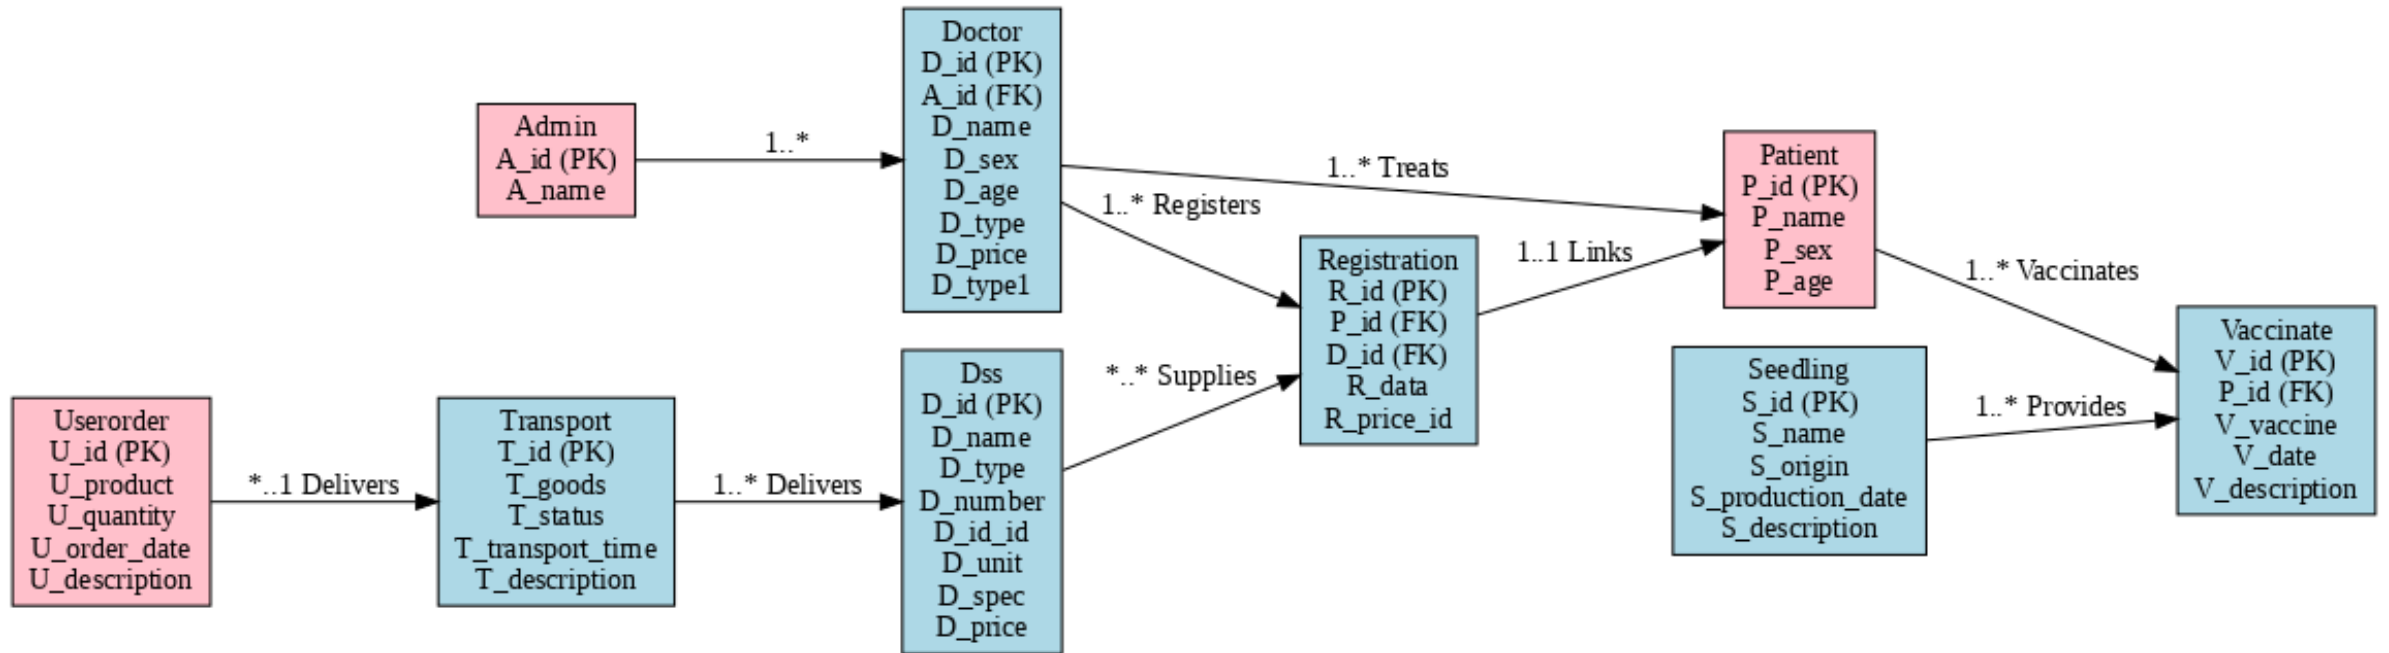 Doctor
D_id (PK)
A_id (FK)
D_name
D_sex
D_age
D_type
D_price
D_type1
Admin
A_id (PK)
A_name
1..*
1..* Treats
1..* Registers
Patient
P_id (PK)
P_name
P_sex
P_age
Registration
R_id (PK)
P_id (FK)
D_id (FK)
R_data
R_price_id
1..1 Links
1..* Vaccinates
Vaccinate
V_id (PK)
P_id (FK)
V_vaccine
V_date
V_description
Seedling
S_id (PK)
S_name
S_origin
S_production_date
S_description
1..* Provides
Dss
D_id (PK)
D_name
D_type
D_number
D_id_id
D_unit
D_spec
D_price
*..* Supplies
Userorder
U_id (PK)
U_product
U_quantity
U_order_date
U_description
*..1 Delivers
Transport
T_id (PK)
T_goods
T_status
T_transport_time
T_description
1..* Delivers